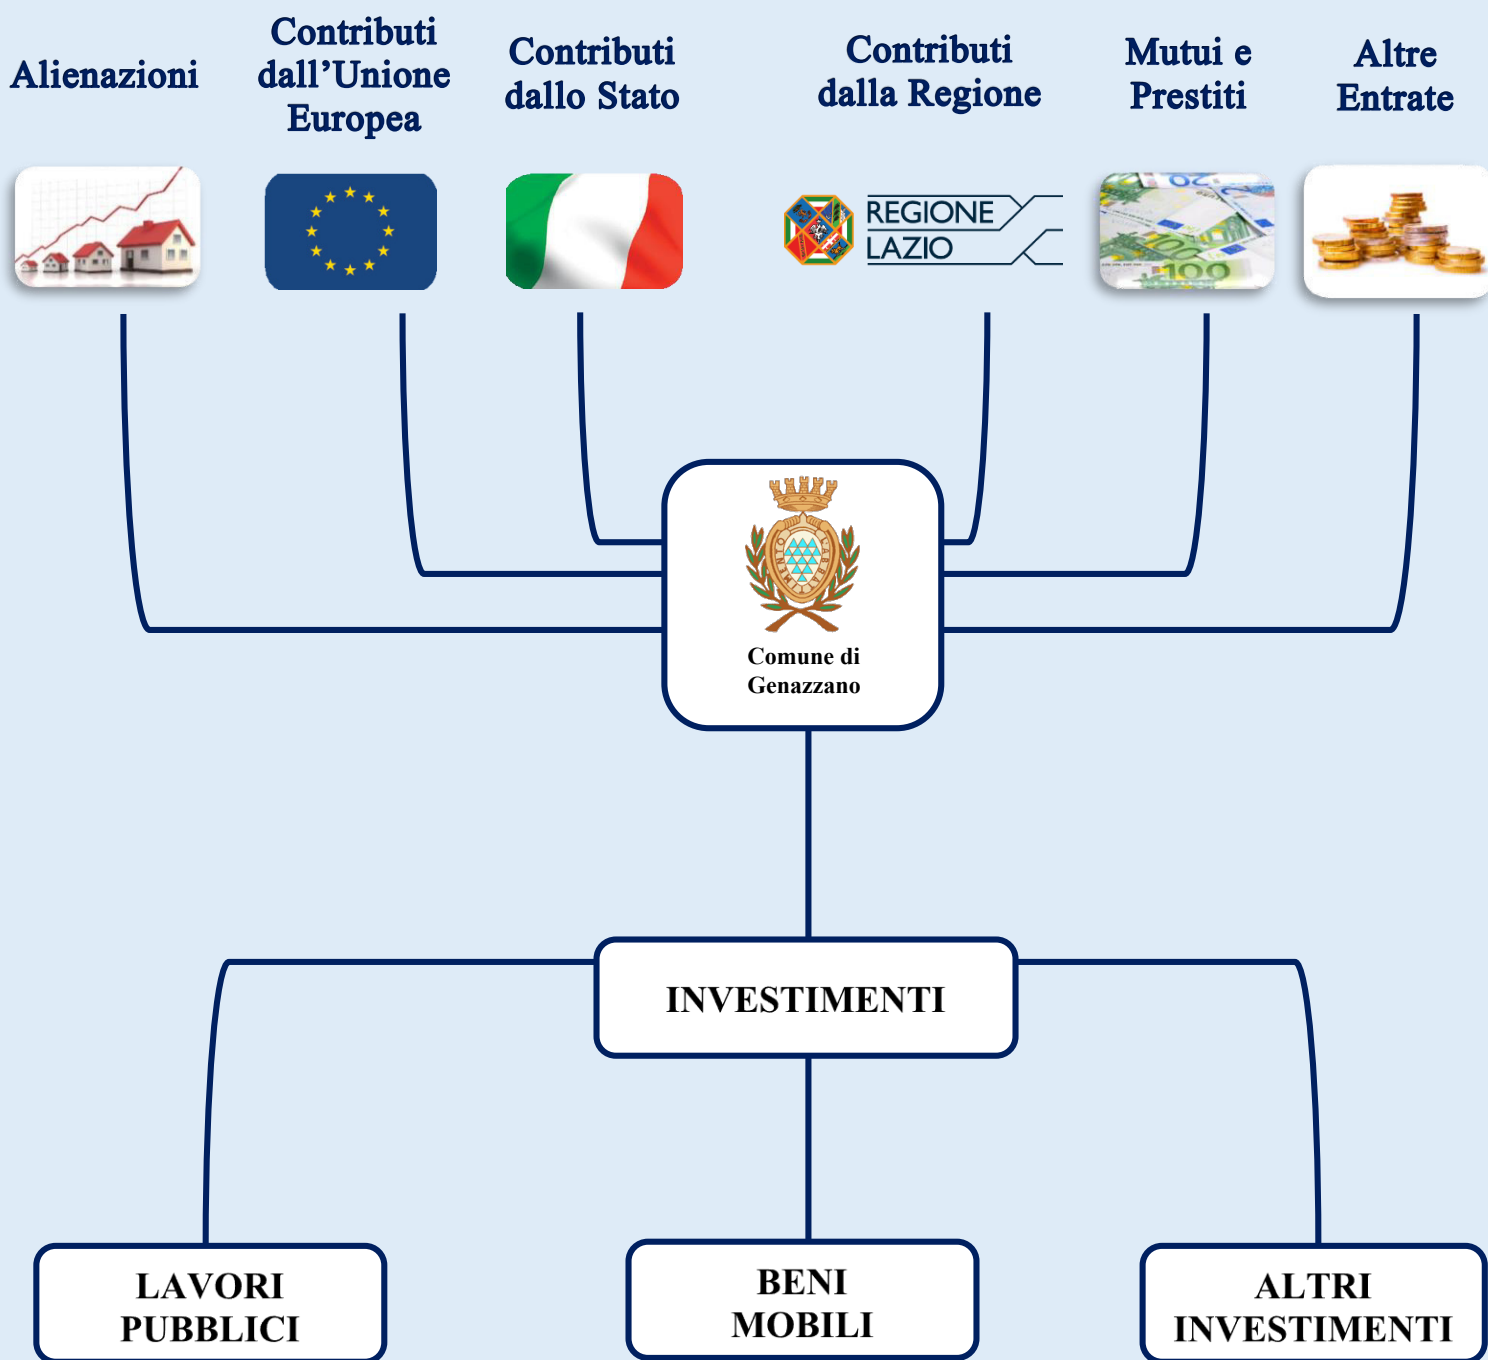 Alienazioni
Contributi
dall'Unione
Europea
Contributi
dallo Stato
Contributi
dalla Regione
Mutui e
Prestiti
Altre
Entrate
REGIONE
LAZIO
100
Comune di
Genazzano
INVESTIMENTI
LAVORI
PUBBLICI
BENI
MOBILI
ALTRI
INVESTIMENTI